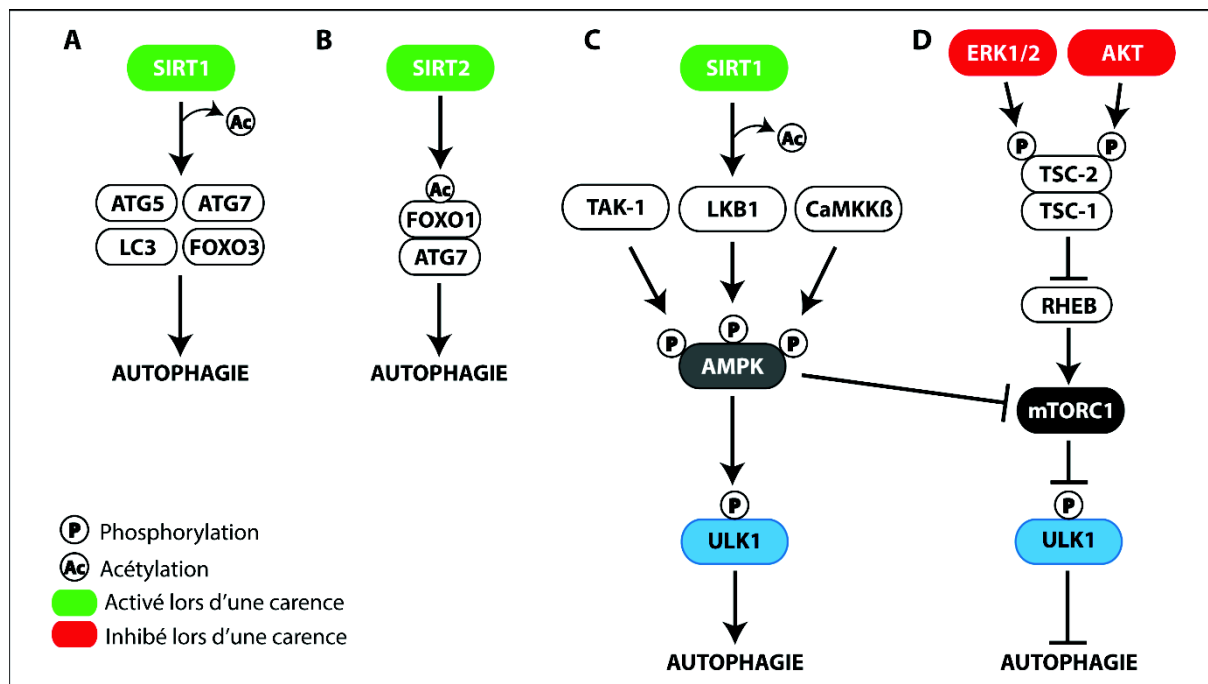 A
SIRT1
Ac
ATG5 ATG7
LC3 FOXO3
AUTOPHAGIE
B
SIRT2
Ac
FOXO1
ATG7
AUTOPHAGIE
C
SIRT1
Ac
TAK-1 LKB1 CaMKKß
P P P
AMPK
P
ULK1
AUTOPHAGIE
D
ERK1/2 AKT
P P
TSC-2
TSC-1
RHEB
mTORC1
P
ULK1
AUTOPHAGIE
P Phosphorylation
Ac Acétylation
Activé lors d'une carence
Inhibé lors d'une carence